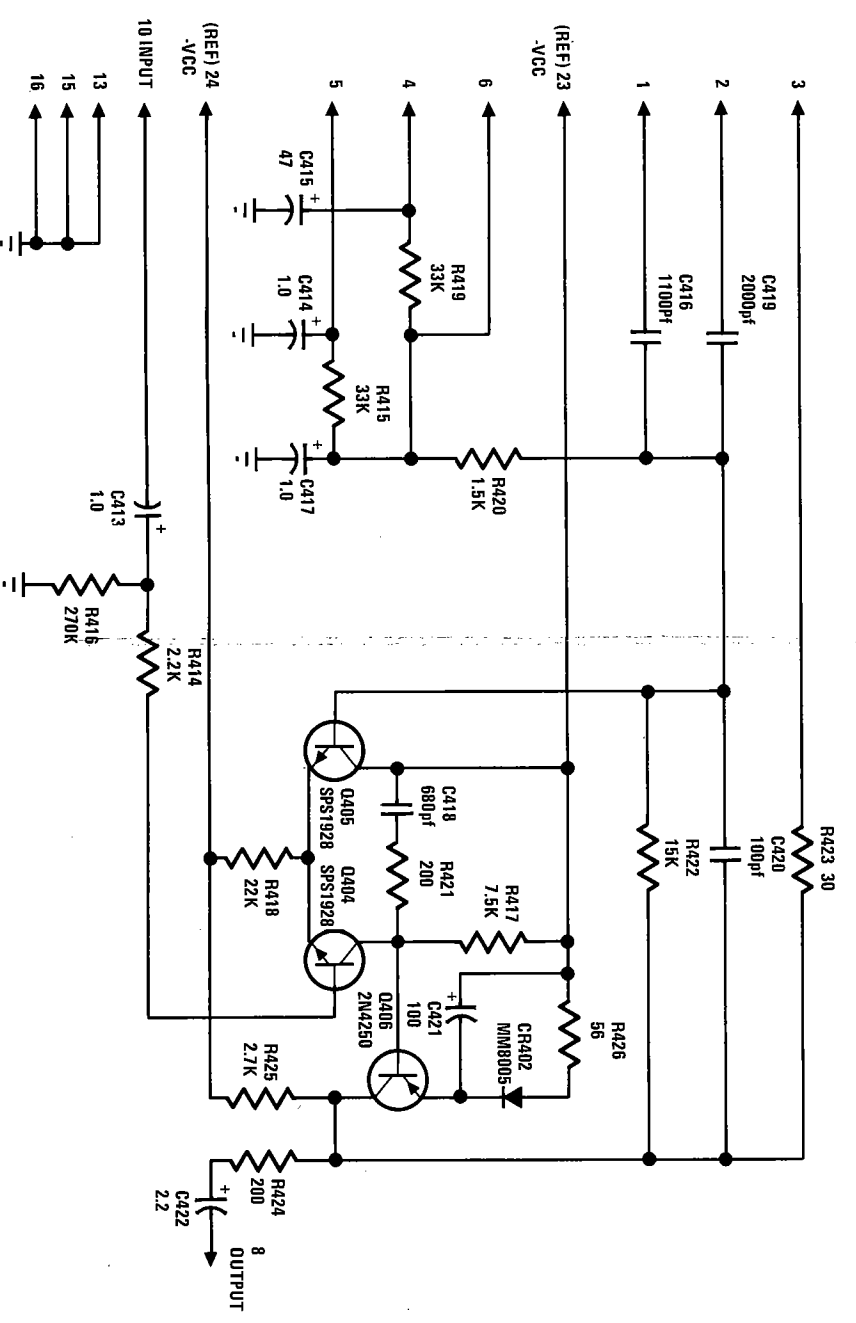 R423 30
3
C419
2000pf
C420
100pf
2
C416
1100Pf
R422
15K
1
R426
56
(REF) 23
-VCC
R420
1.5K
R417
7.5K
CR402
MM8005
6
R419
33K
C418
680pf
R421
200
C421
100
4
R415
33K
Q406
2N4250
5
Q405
SPS1928
Q404
SPS1928
C415
47
C414
1.0
C417
1.0
R418
22K
R425
2.7K
R424
200
8
OUTPUT
(REF) 24
-VCC
R414
2.2K
C422
2.2
10 INPUT
C413
1.0
R416
270K
13
15
16